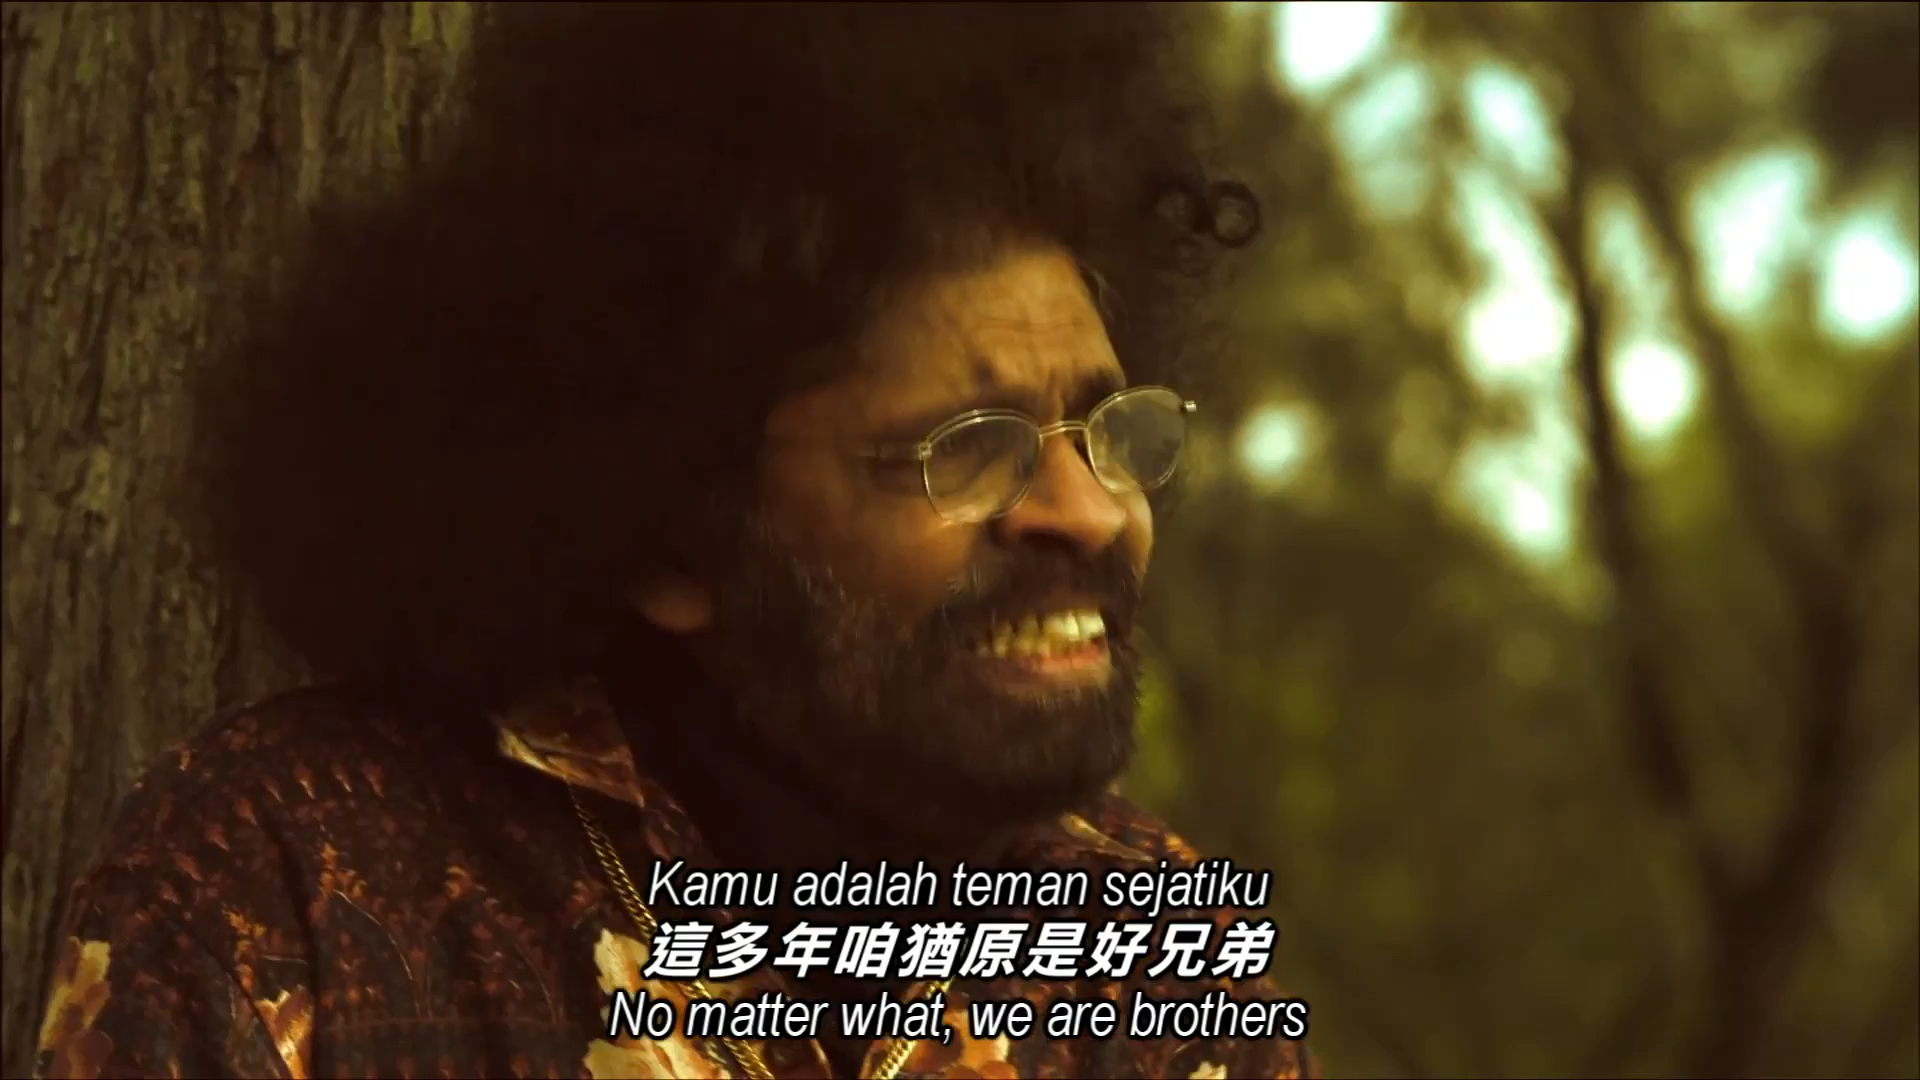 Kamu adalah teman sejatiku
這多年咱猶原是好兄弟
No matter what, we are brothers